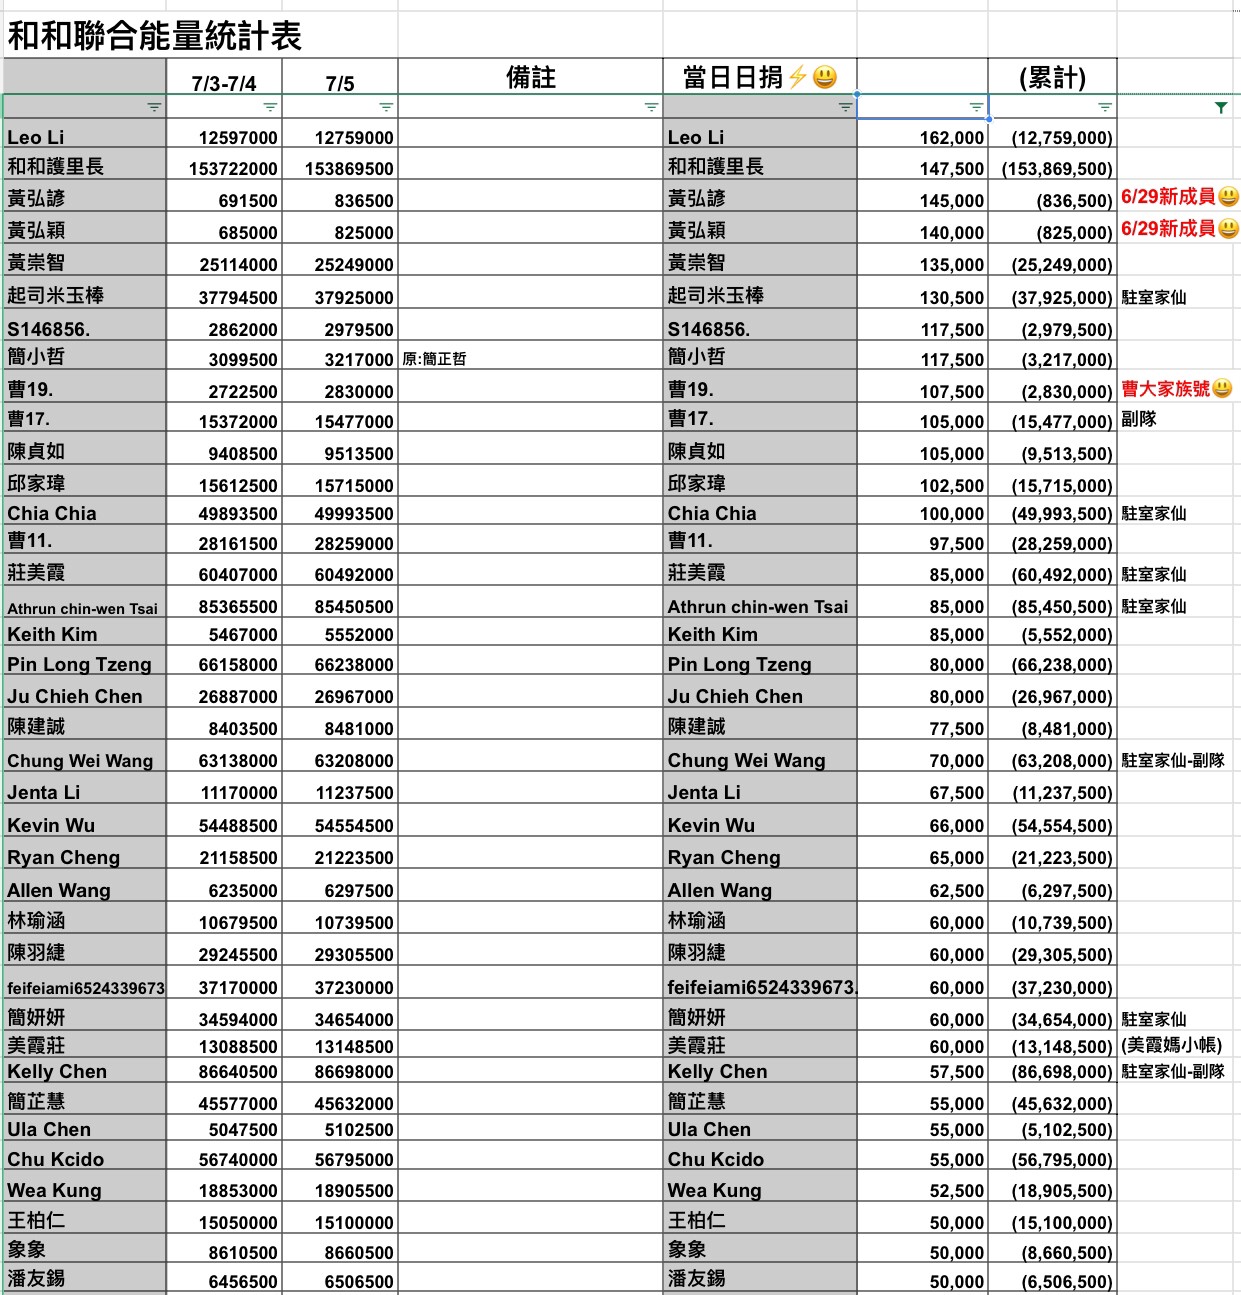 和和聯合能量統計表
7/3-7/4 7/5 備註 當日日捐⚡😃 (累計)
Leo Li 12597000 12759000 Leo Li 162,000 (12,759,000)
和和護里長 153722000 153869500 和和護里長 147,500 (153,869,500)
黃弘諺 691500 836500 黃弘諺 145,000 (836,500) 6/29新成員😃
黃弘穎 685000 825000 黃弘穎 140,000 (825,000) 6/29新成員😃
黃崇智 25114000 25249000 黃崇智 135,000 (25,249,000)
起司米玉棒 37794500 37925000 起司米玉棒 130,500 (37,925,000) 駐室家仙
S146856. 2862000 2979500 S146856. 117,500 (2,979,500)
簡小哲 3099500 3217000 原:簡正哲 簡小哲 117,500 (3,217,000)
曹19. 2722500 2830000 曹19. 107,500 (2,830,000) 曹大家族號😃
曹17. 15372000 15477000 曹17. 105,000 (15,477,000) 副隊
陳貞如 9408500 9513500 陳貞如 105,000 (9,513,500)
邱家瑋 15612500 15715000 邱家瑋 102,500 (15,715,000)
Chia Chia 49893500 49993500 Chia Chia 100,000 (49,993,500) 駐室家仙
曹11. 28161500 28259000 曹11. 97,500 (28,259,000)
莊美霞 60407000 60492000 莊美霞 85,000 (60,492,000) 駐室家仙
Athrun chin-wen Tsai 85365500 85450500 Athrun chin-wen Tsai 85,000 (85,450,500) 駐室家仙
Keith Kim 5467000 5552000 Keith Kim 85,000 (5,552,000)
Pin Long Tzeng 66158000 66238000 Pin Long Tzeng 80,000 (66,238,000)
Ju Chieh Chen 26887000 26967000 Ju Chieh Chen 80,000 (26,967,000)
陳建誠 8403500 8481000 陳建誠 77,500 (8,481,000)
Chung Wei Wang 63138000 63208000 Chung Wei Wang 70,000 (63,208,000) 駐室家仙-副隊
Jenta Li 11170000 11237500 Jenta Li 67,500 (11,237,500)
Kevin Wu 54488500 54554500 Kevin Wu 66,000 (54,554,500)
Ryan Cheng 21158500 21223500 Ryan Cheng 65,000 (21,223,500)
Allen Wang 6235000 6297500 Allen Wang 62,500 (6,297,500)
林瑜涵 10679500 10739500 林瑜涵 60,000 (10,739,500)
陳羽緁 29245500 29305500 陳羽緁 60,000 (29,305,500)
feifeiami6524339673 37170000 37230000 feifeiami6524339673. 60,000 (37,230,000)
簡妍妍 34594000 34654000 簡妍妍 60,000 (34,654,000) 駐室家仙
美霞莊 13088500 13148500 美霞莊 60,000 (13,148,500) (美霞媽小帳)
Kelly Chen 86640500 86698000 Kelly Chen 57,500 (86,698,000) 駐室家仙-副隊
簡芷慧 45577000 45632000 簡芷慧 55,000 (45,632,000)
Ula Chen 5047500 5102500 Ula Chen 55,000 (5,102,500)
Chu Kcido 56740000 56795000 Chu Kcido 55,000 (56,795,000)
Wea Kung 18853000 18905500 Wea Kung 52,500 (18,905,500)
王柏仁 15050000 15100000 王柏仁 50,000 (15,100,000)
象象 8610500 8660500 象象 50,000 (8,660,500)
潘友錫 6456500 6506500 潘友錫 50,000 (6,506,500)